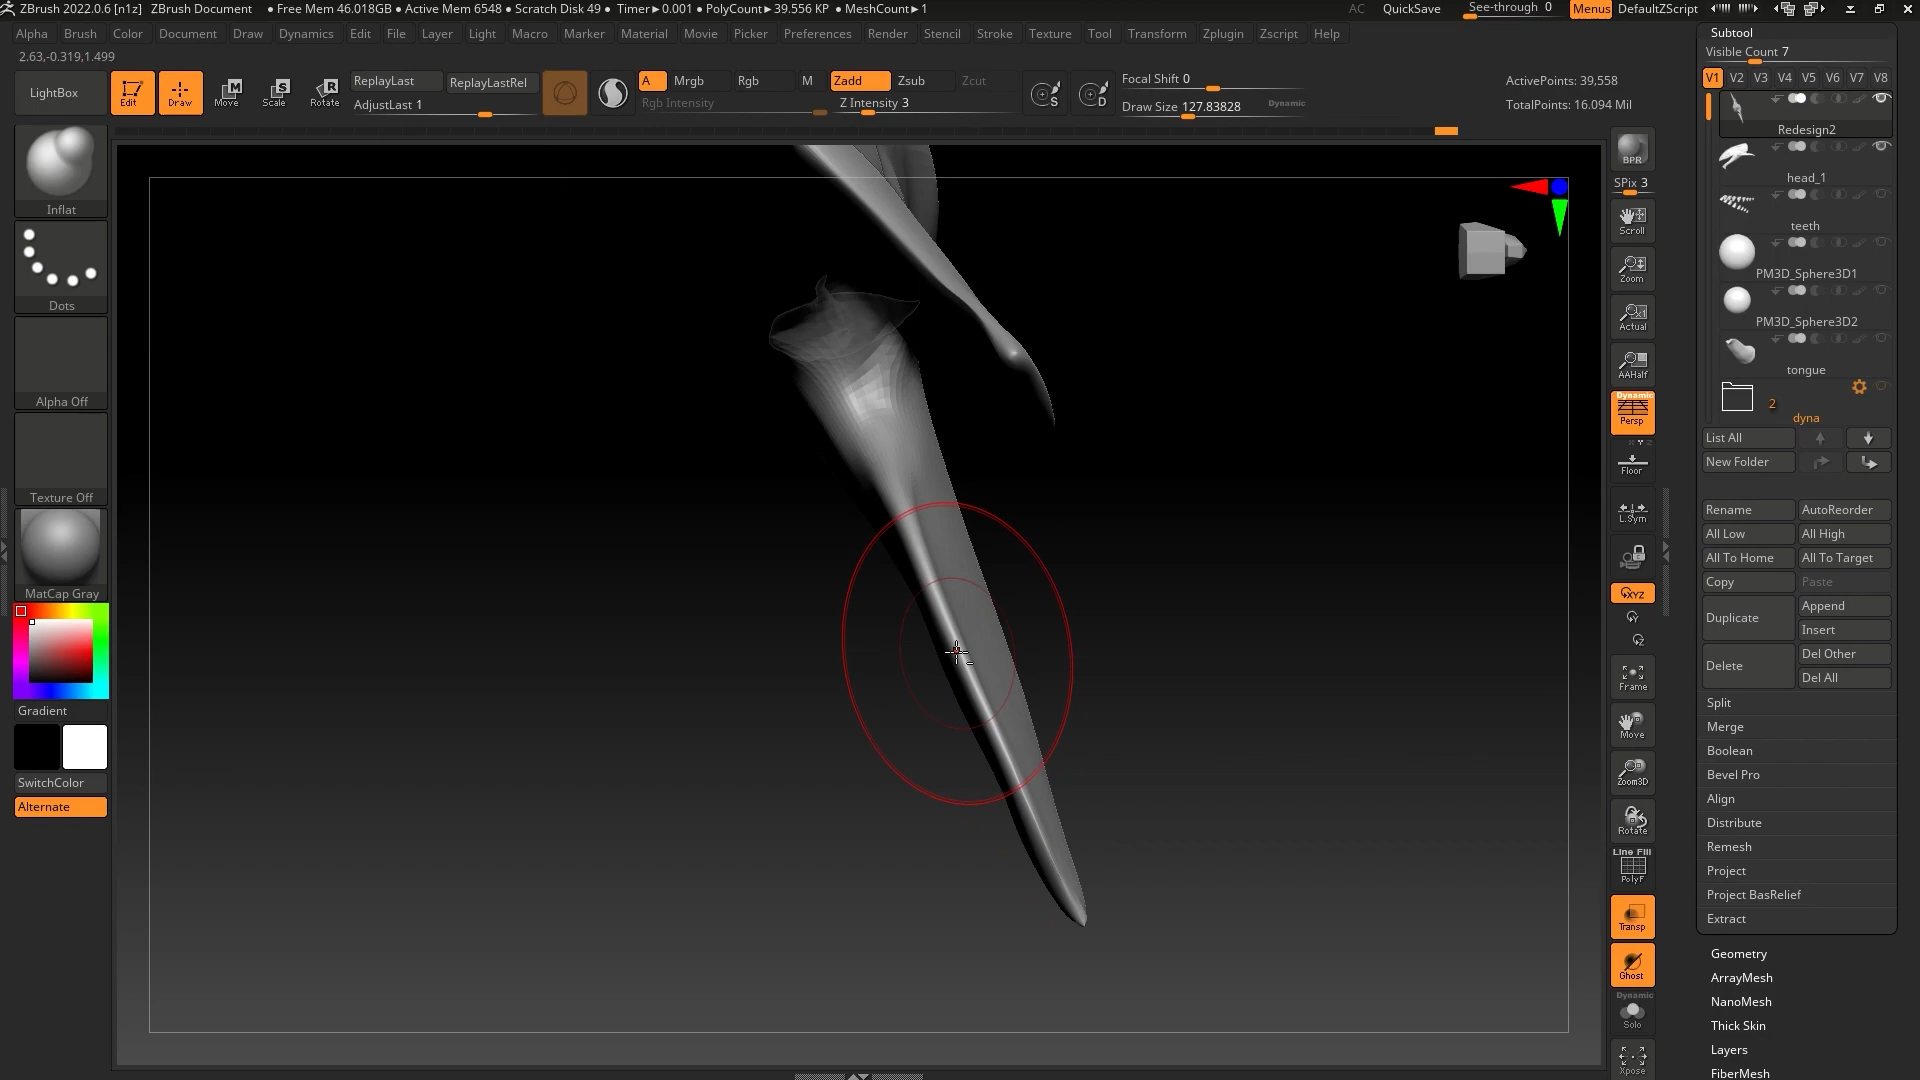 ZBrush 2022.0.6 [n1z] ZBrush Document ● Free Mem 46.018GB ● Active Mem 6548 ● Scratch Disk 49 ● Timer▸0.001 ● PolyCount▸39.556 KP ● MeshCount▸1 AC QuickSave See-through 0 Menus DefaultZScript
Alpha Brush Color Document Draw Dynamics Edit File Layer Light Macro Marker Material Movie Picker Preferences Render Stencil Stroke Texture Tool Transform Zplugin Zscript Help
2.63,-0.319,1.499
LightBox
Edit
Draw
Move
Scale
Rotate
ReplayLast
ReplayLastRel
AdjustLast 1
A
Mrgb
Rgb
M
Zadd
Zsub
Zcut
Rgb Intensity
Z Intensity 3
S
D
Focal Shift 0
Draw Size 127.83828
Dynamic
ActivePoints: 39,558
TotalPoints: 16.094 Mil
Inflat
Dots
Alpha Off
Texture Off
MatCap Gray
Gradient
SwitchColor
Alternate
BPR
SPix 3
Scroll
Zoom
Actual
AAHalf
Dynamic
Persp
Floor
L.Sym
XYZ
Frame
Move
Zoom3D
Rotate
Line Fill
PolyF
Transp
Ghost
Dynamic
Solo
Xpose
Subtool
Visible Count 7
V1 V2 V3 V4 V5 V6 V7 V8
Redesign2
head_1
teeth
PM3D_Sphere3D1
PM3D_Sphere3D2
tongue
2
dyna
List All
New Folder
Rename AutoReorder
All Low All High
All To Home All To Target
Copy Paste
Duplicate
Append
Insert
Delete
Del Other
Del All
Split
Merge
Boolean
Bevel Pro
Align
Distribute
Remesh
Project
Project BasRelief
Extract
Geometry
ArrayMesh
NanoMesh
Thick Skin
Layers
FiberMesh